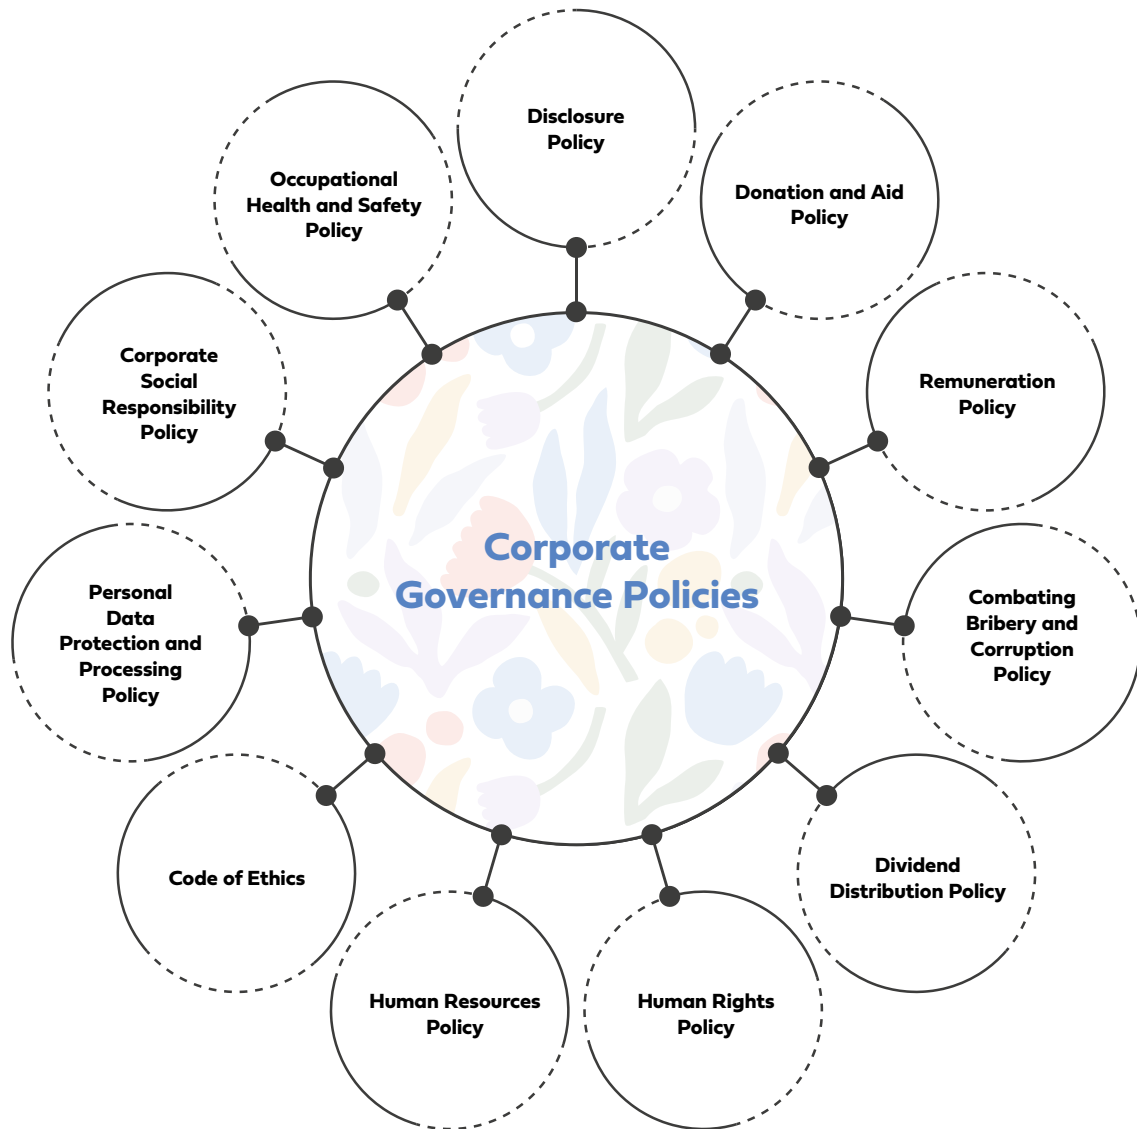 Disclosure
Policy
Donation and Aid
Policy
Remuneration
Policy
Combating
Bribery and
Corruption
Policy
Dividend
Distribution Policy
Human Rights
Policy
Human Resources
Policy
Code of Ethics
Personal
Data
Protection and
Processing
Policy
Corporate
Social
Responsibility
Policy
Occupational
Health and Safety
Policy
Corporate
Governance Policies